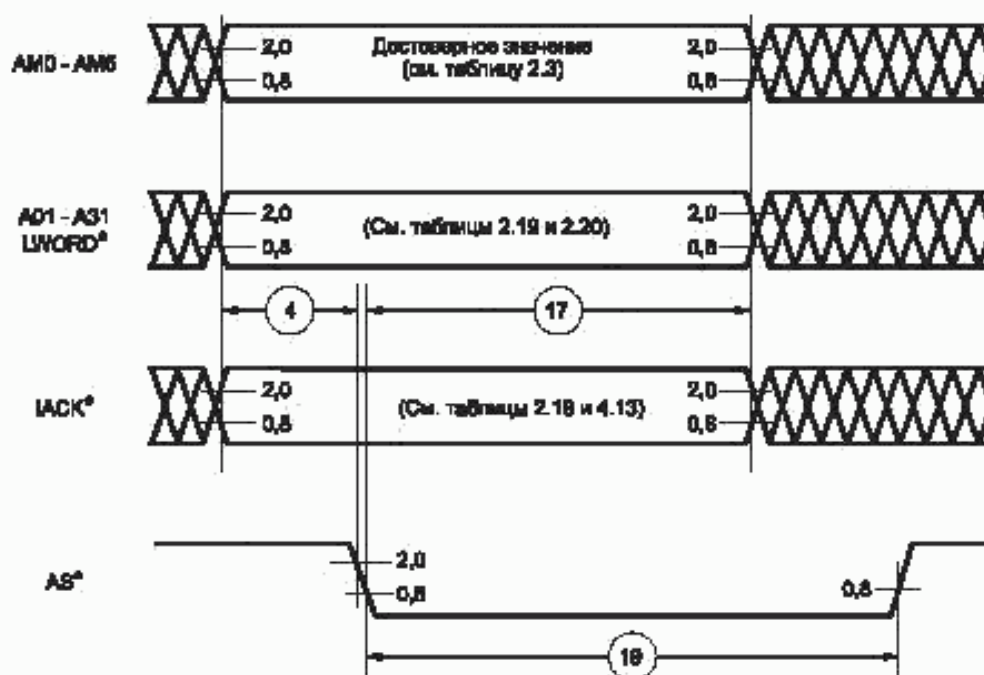 AM0 - AM5
2,0
0,8
Достоверное значение
(см. таблицу 2.3)
2,0
0,8
A01 - A31
LWORD*
2,0
0,8
(См. таблицы 2.19 и 2.20)
2,0
0,8
4
17
IACK*
2,0
0,8
(См. таблицы 2.18 и 4.13)
2,0
0,8
AS*
2,0
0,8
0,8